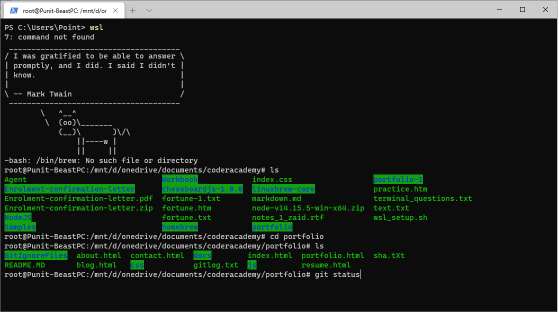 root@Punit-BeastPC: /mnt/d/or
PS C:\Users\Point> wsl
7: command not found
 ______________________________________
/ I was gratified to be able to answer \
| promptly, and I did. I said I didn't |
| know. |
| |
\ -- Mark Twain /
 --------------------------------------
        \   ^__^
         \  (oo)\_______
            (__)\       )\/\
                ||----w |
                ||     ||
-bash: /bin/brew: No such file or directory
root@Punit-BeastPC:/mnt/d/onedrive/documents/coderacademy# ls
Agent workbook index.css portfolio-1
Enrolment-confirmation-letter chessboardjs-1.0.0 linuxbrew-core practice.htm
Enrolment-confirmation-letter.pdf fortune-1.txt markdown.md terminal_questions.txt
Enrolment-confirmation-letter.zip fortune.htm node-v14.15.5-win-x64.zip text.txt
NodeJS fortune.txt notes_1_zaid.rtf wsl_setup.sh
Samples homebrew portfolio
root@Punit-BeastPC:/mnt/d/onedrive/documents/coderacademy# cd portfolio
root@Punit-BeastPC:/mnt/d/onedrive/documents/coderacademy/portfolio# ls
GitIgnoreFiles about.html contact.html docs index.html portfolio.html sha.tXt
README.MD blog.html css gitlog.txt js resume.html
root@Punit-BeastPC:/mnt/d/onedrive/documents/coderacademy/portfolio# git status